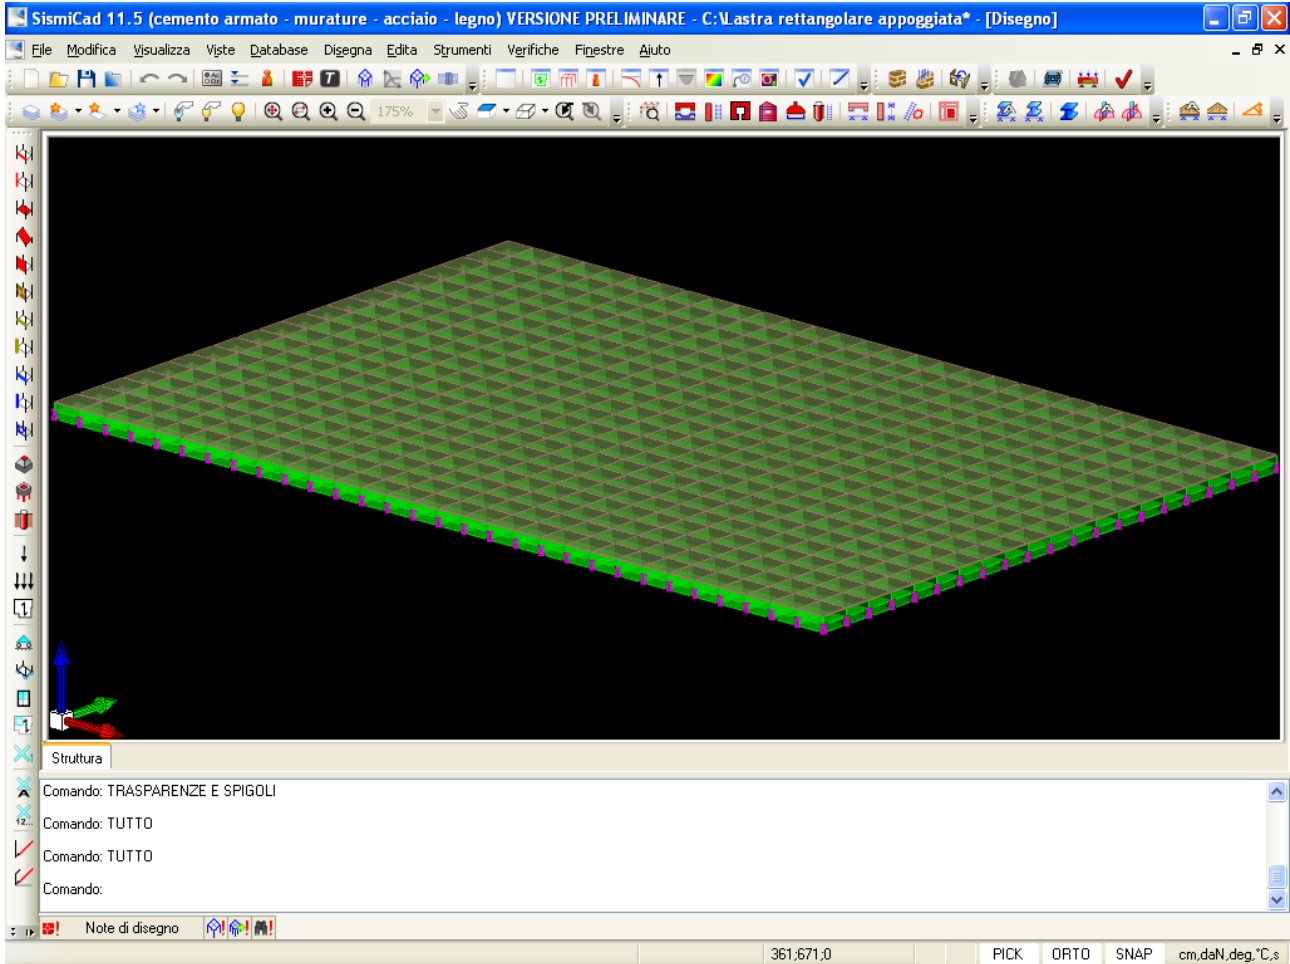 SismiCad 11.5 (cemento armato - murature - acciaio - legno) VERSIONE PRELIMINARE - C:\Lastra rettangolare appoggiata* - [Disegno]
File Modifica Visualizza Viste Database Disegna Edita Strumenti Verifiche Finestre Aiuto
175%
Struttura
Comando: TRASPARENZE E SPIGOLI
Comando: TUTTO
Comando: TUTTO
Comando:
Note di disegno
361;671;0 PICK ORTO SNAP cm,daN,deg,°C,s